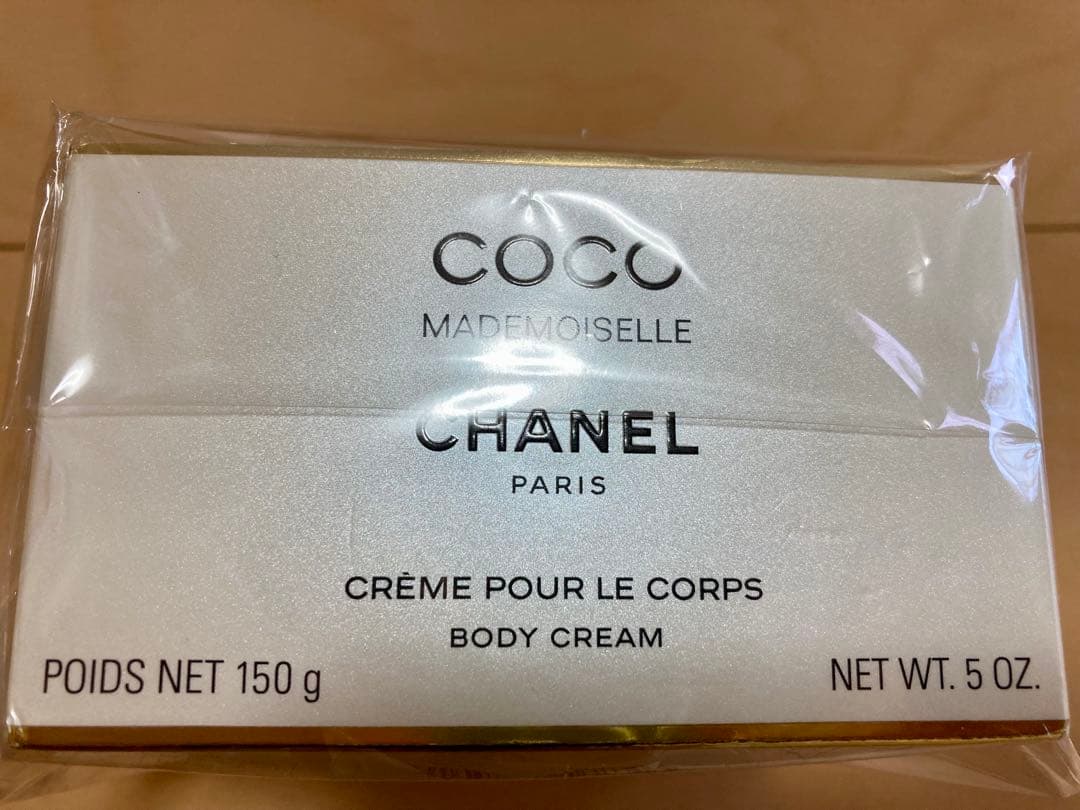 COCO
MADEMOISELLE
CHANEL
PARIS
CRÈME POUR LE CORPS
BODY CREAM
POIDS NET 150 g
NET WT. 5 OZ.